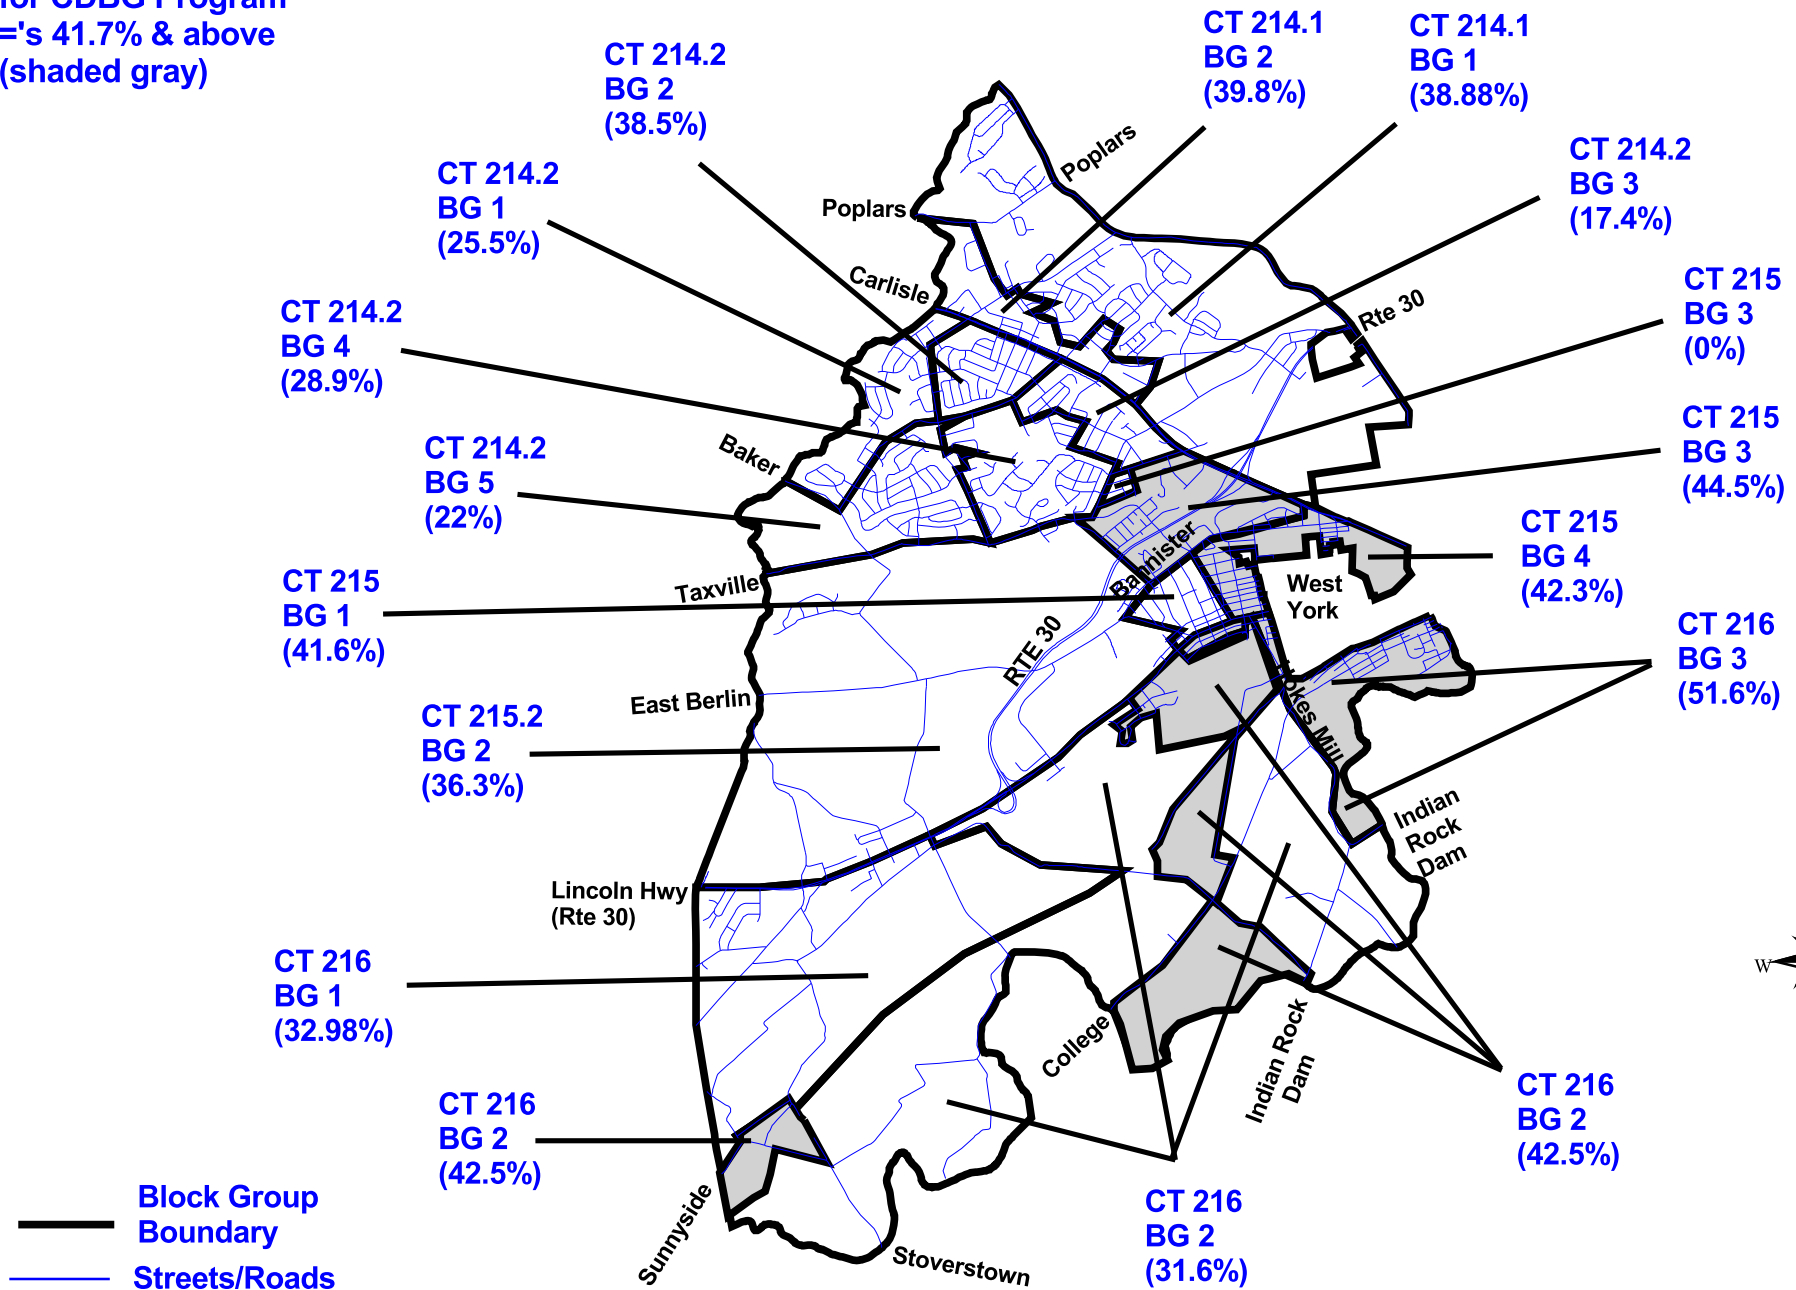 for CDBG Program
='s 41.7% & above
(shaded gray)
CT 214.2
BG 2
(38.5%)
CT 214.1
BG 2
(39.8%)
CT 214.1
BG 1
(38.88%)
CT 214.2
BG 3
(17.4%)
CT 214.2
BG 1
(25.5%)
CT 215
BG 3
(0%)
CT 214.2
BG 4
(28.9%)
CT 215
BG 3
(44.5%)
CT 214.2
BG 5
(22%)
CT 215
BG 4
(42.3%)
CT 215
BG 1
(41.6%)
CT 216
BG 3
(51.6%)
CT 215.2
BG 2
(36.3%)
CT 216
BG 1
(32.98%)
CT 216
BG 2
(42.5%)
CT 216
BG 2
(42.5%)
CT 216
BG 2
(31.6%)
Poplars
Poplars
Carlisle
Rte 30
Baker
Bannister
West
York
Taxville
RTE 30
East Berlin
Hokes Mill
Indian
Rock
Dam
Lincoln Hwy
(Rte 30)
College
Indian Rock
Dam
Sunnyside
Stoverstown
W
Block Group
Boundary
Streets/Roads